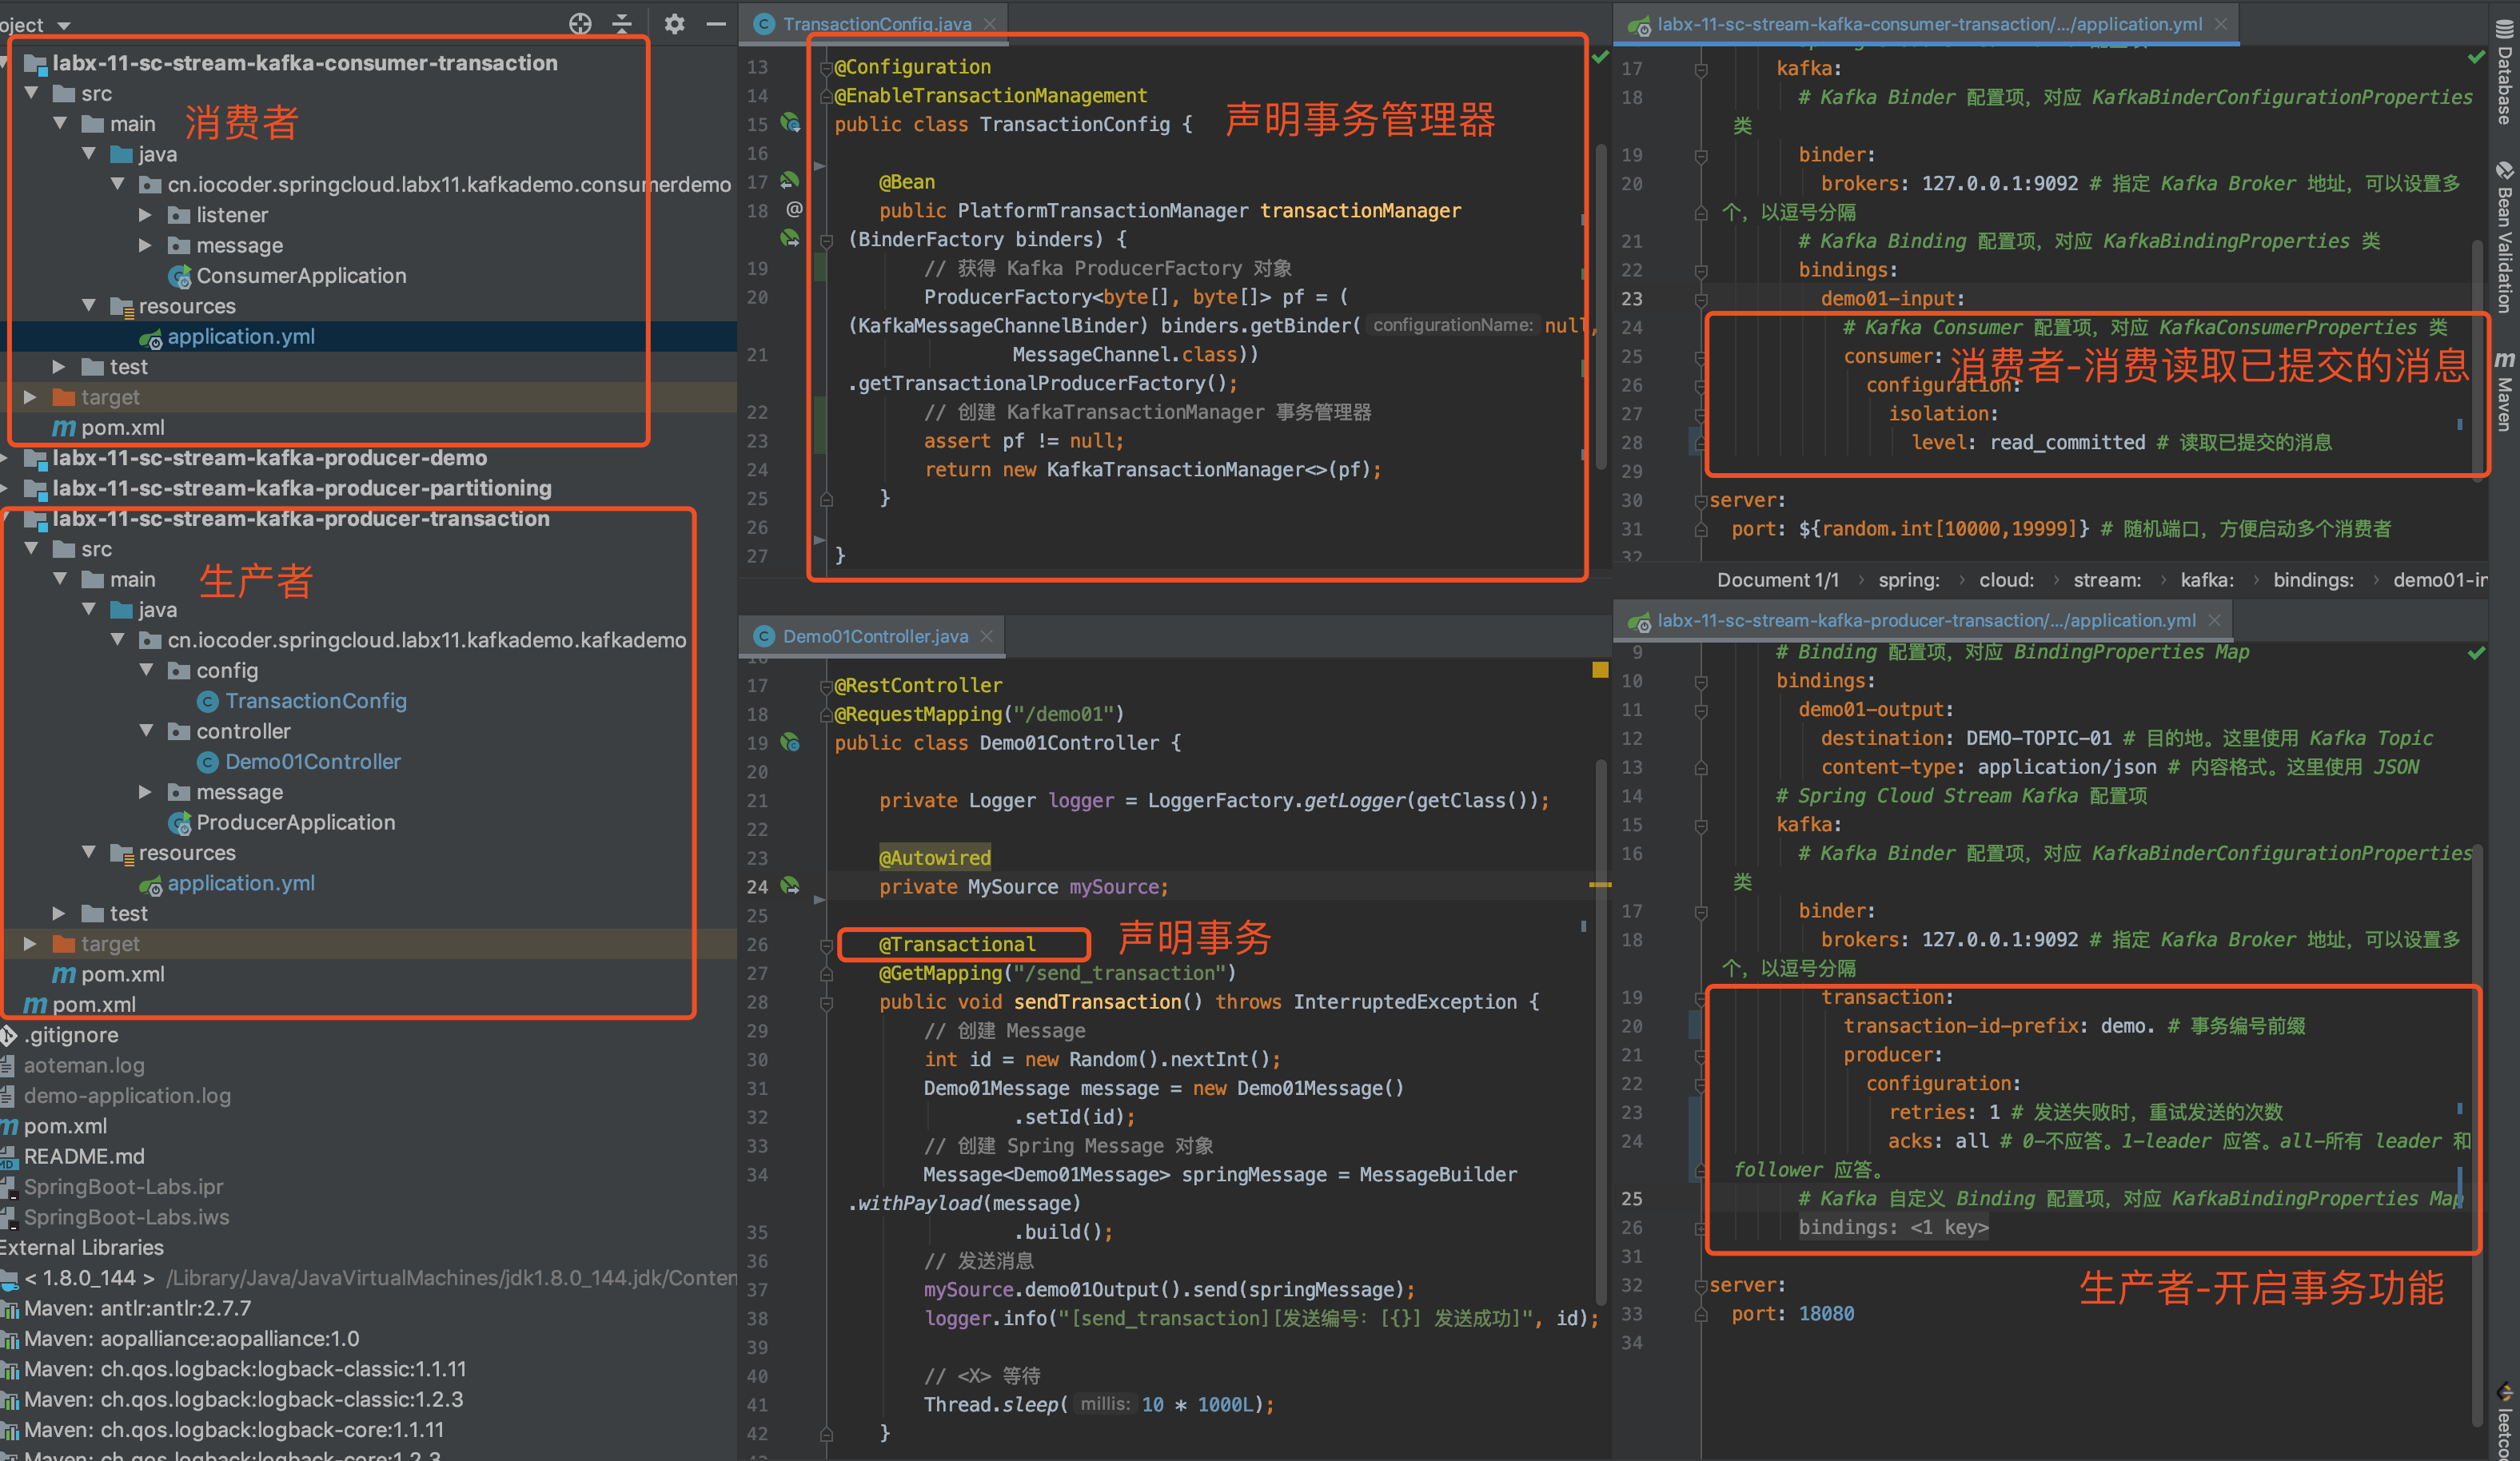 oject
labx-11-sc-stream-kafka-consumer-transaction
src
消费者
main
java
cn.iocoder.springcloud.labx11.kafkademo.consumerdemo
listener
message
ConsumerApplication
resources
application.yml
test
target
pom.xml
labx-11-sc-stream-kafka-producer-demo
labx-11-sc-stream-kafka-producer-partitioning
labx-11-sc-stream-kafka-producer-transaction
src
生产者
main
java
cn.iocoder.springcloud.labx11.kafkademo.kafkademo
config
TransactionConfig
controller
Demo01Controller
message
ProducerApplication
resources
application.yml
test
target
pom.xml
pom.xml
.gitignore
aoteman.log
demo-application.log
pom.xml
README.md
SpringBoot-Labs.ipr
SpringBoot-Labs.iws
External Libraries
< 1.8.0_144 > /Library/Java/JavaVirtualMachines/jdk1.8.0_144.jdk/Conten
Maven: antlr:antlr:2.7.7
Maven: aopalliance:aopalliance:1.0
Maven: ch.qos.logback:logback-classic:1.1.11
Maven: ch.qos.logback:logback-classic:1.2.3
Maven: ch.qos.logback:logback-core:1.1.11
Maven: ch.qos.logback:logback-core:1.2.3
TransactionConfig.java
13 @Configuration
14 @EnableTransactionManagement
15 public class TransactionConfig {
声明事务管理器
16
17 @Bean
18 public PlatformTransactionManager transactionManager
(BinderFactory binders) {
19 // 获得 Kafka ProducerFactory 对象
20 ProducerFactory<byte[], byte[]> pf = (
(KafkaMessageChannelBinder) binders.getBinder( configurationName: null,
21 MessageChannel.class))
.getTransactionalProducerFactory();
22 // 创建 KafkaTransactionManager 事务管理器
23 assert pf != null;
24 return new KafkaTransactionManager<>(pf);
25 }
26
27 }
Demo01Controller.java
17 @RestController
18 @RequestMapping("/demo01")
19 public class Demo01Controller {
20
21 private Logger logger = LoggerFactory.getLogger(getClass());
22
23 @Autowired
24 private MySource mySource;
25
26 @Transactional
声明事务
27 @GetMapping("/send_transaction")
28 public void sendTransaction() throws InterruptedException {
29 // 创建 Message
30 int id = new Random().nextInt();
31 Demo01Message message = new Demo01Message()
32 .setId(id);
33 // 创建 Spring Message 对象
34 Message<Demo01Message> springMessage = MessageBuilder
.withPayload(message)
35 .build();
36 // 发送消息
37 mySource.demo01Output().send(springMessage);
38 logger.info("[send_transaction][发送编号：[{}] 发送成功]", id);
39
40 // <X> 等待
41 Thread.sleep( millis: 10 * 1000L);
42 }
labx-11-sc-stream-kafka-consumer-transaction/.../application.yml
17 kafka:
18 # Kafka Binder 配置项，对应 KafkaBinderConfigurationProperties
类
19 binder:
20 brokers: 127.0.0.1:9092 # 指定 Kafka Broker 地址，可以设置多
个，以逗号分隔
21 # Kafka Binding 配置项，对应 KafkaBindingProperties 类
22 bindings:
23 demo01-input:
24 # Kafka Consumer 配置项，对应 KafkaConsumerProperties 类
25 consumer:
消费者-消费读取已提交的消息
26 configuration:
27 isolation:
28 level: read_committed # 读取已提交的消息
29
30 server:
31 port: ${random.int[10000,19999]} # 随机端口，方便启动多个消费者
32
Document 1/1 › spring: › cloud: › stream: › kafka: › bindings: › demo01-in
labx-11-sc-stream-kafka-producer-transaction/.../application.yml
9 # Binding 配置项，对应 BindingProperties Map
10 bindings:
11 demo01-output:
12 destination: DEMO-TOPIC-01 # 目的地。这里使用 Kafka Topic
13 content-type: application/json # 内容格式。这里使用 JSON
14 # Spring Cloud Stream Kafka 配置项
15 kafka:
16 # Kafka Binder 配置项，对应 KafkaBinderConfigurationProperties
类
17 binder:
18 brokers: 127.0.0.1:9092 # 指定 Kafka Broker 地址，可以设置多
个，以逗号分隔
19 transaction:
20 transaction-id-prefix: demo. # 事务编号前缀
21 producer:
22 configuration:
23 retries: 1 # 发送失败时，重试发送的次数
24 acks: all # 0-不应答。1-leader 应答。all-所有 leader 和
follower 应答。
25 # Kafka 自定义 Binding 配置项，对应 KafkaBindingProperties Map
26 bindings: <1 key>
31
32 server:
生产者-开启事务功能
33 port: 18080
34
Database
Bean Validation
Maven
leetco